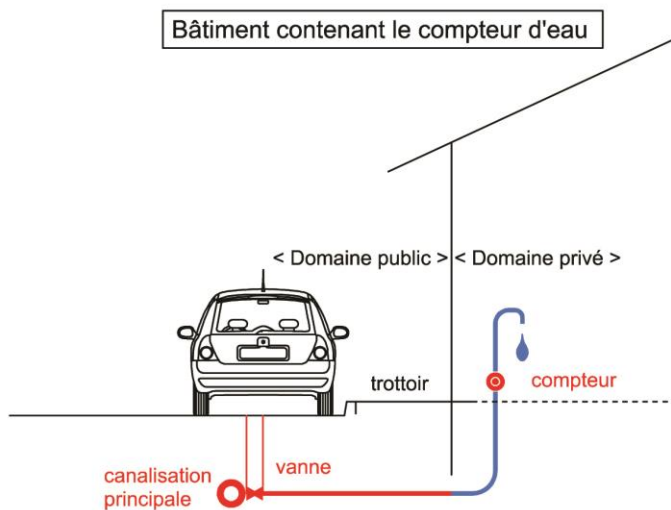 Bâtiment contenant le compteur d'eau
< Domaine public > < Domaine privé >
trottoir
compteur
vanne
canalisation
principale